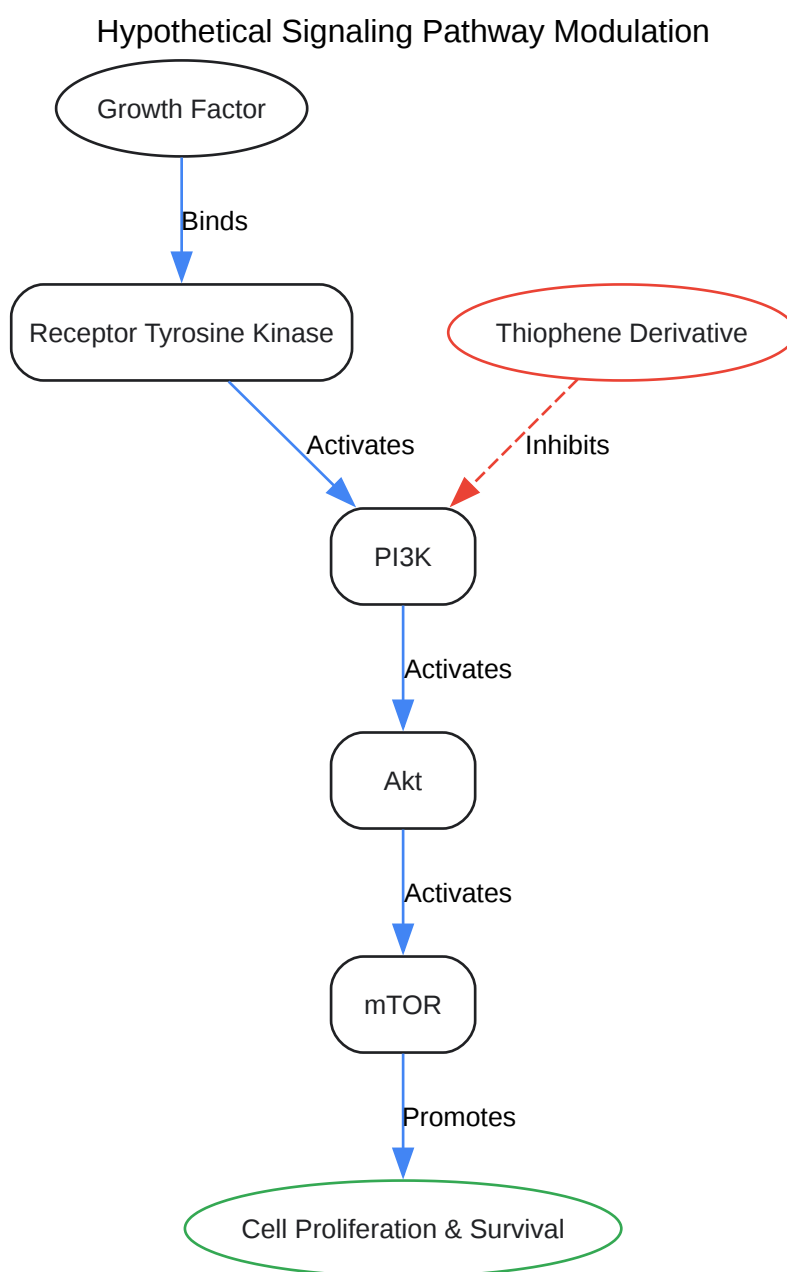 Hypothetical Signaling Pathway Modulation
Growth Factor
Binds
Receptor Tyrosine Kinase
Thiophene Derivative
Activates
Inhibits
PI3K
Activates
Akt
Activates
mTOR
Promotes
Cell Proliferation & Survival